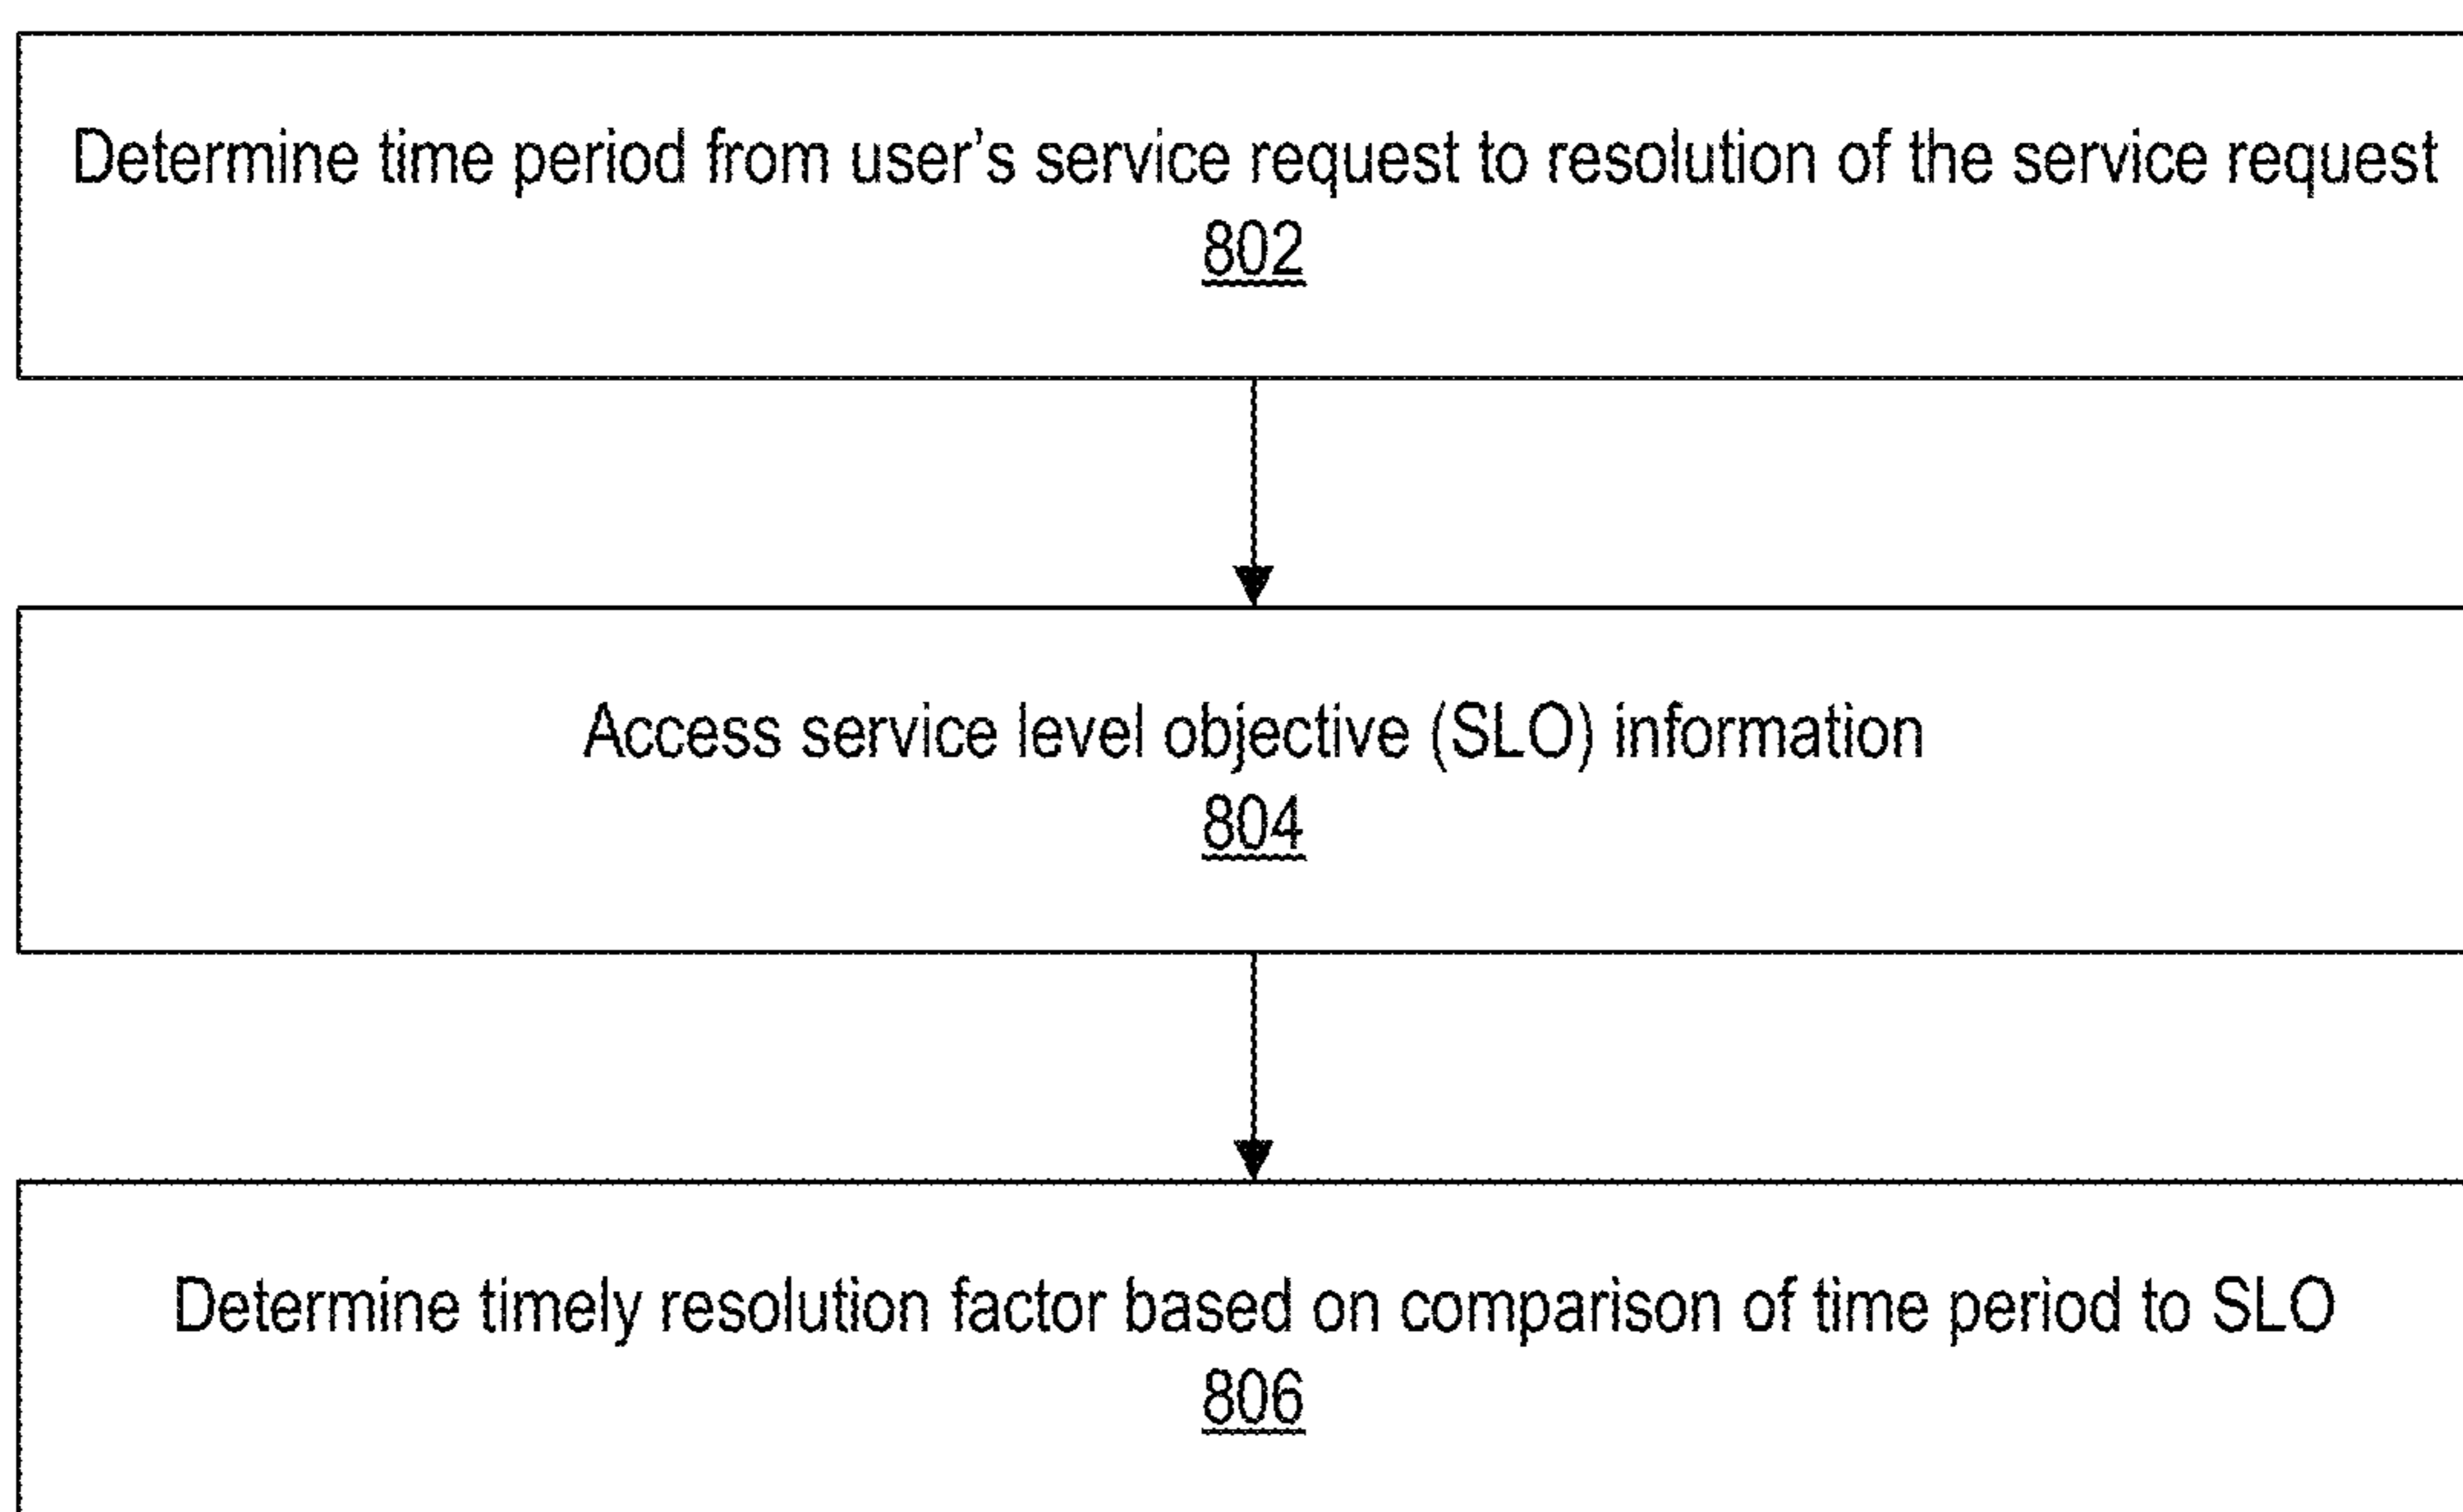 Determine time period from user's service request to resolution of the service request
802
Access service level objective (SLO) information
804
Determine timely resolution factor based on comparison of time period to SLO
806